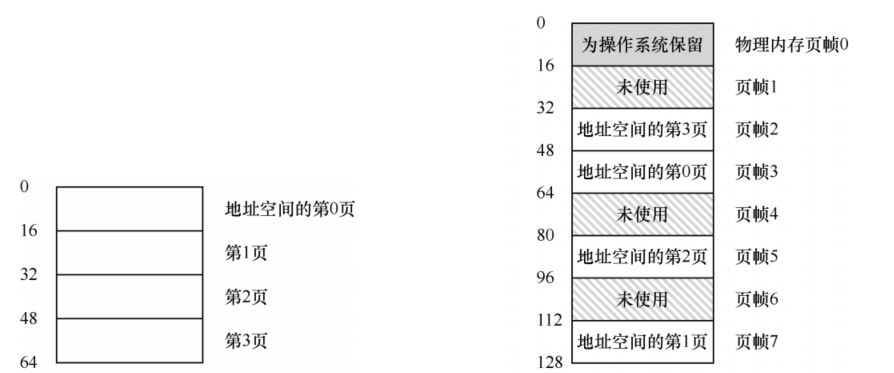 0
地址空间的第0页
16
第1页
32
第2页
48
第3页
64
0
为操作系统保留 物理内存页帧0
16
未使用 页帧1
32
地址空间的第3页 页帧2
48
地址空间的第0页 页帧3
64
未使用 页帧4
80
地址空间的第2页 页帧5
96
未使用 页帧6
112
地址空间的第1页 页帧7
128